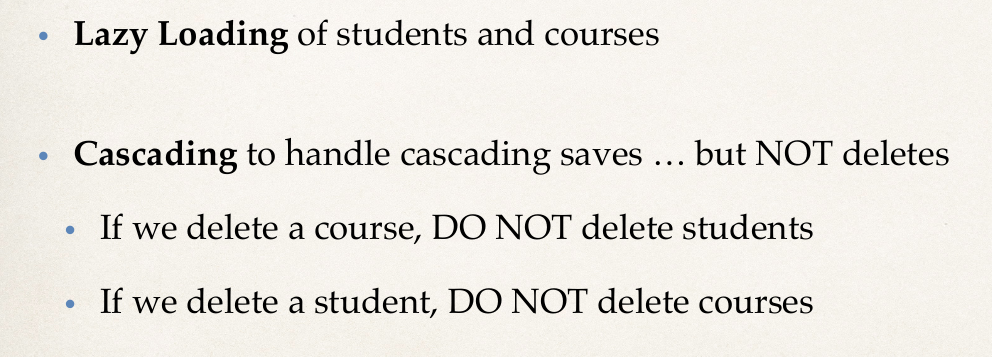 • Lazy Loading of students and courses
• Cascading to handle cascading saves … but NOT deletes
• If we delete a course, DO NOT delete students
• If we delete a student, DO NOT delete courses